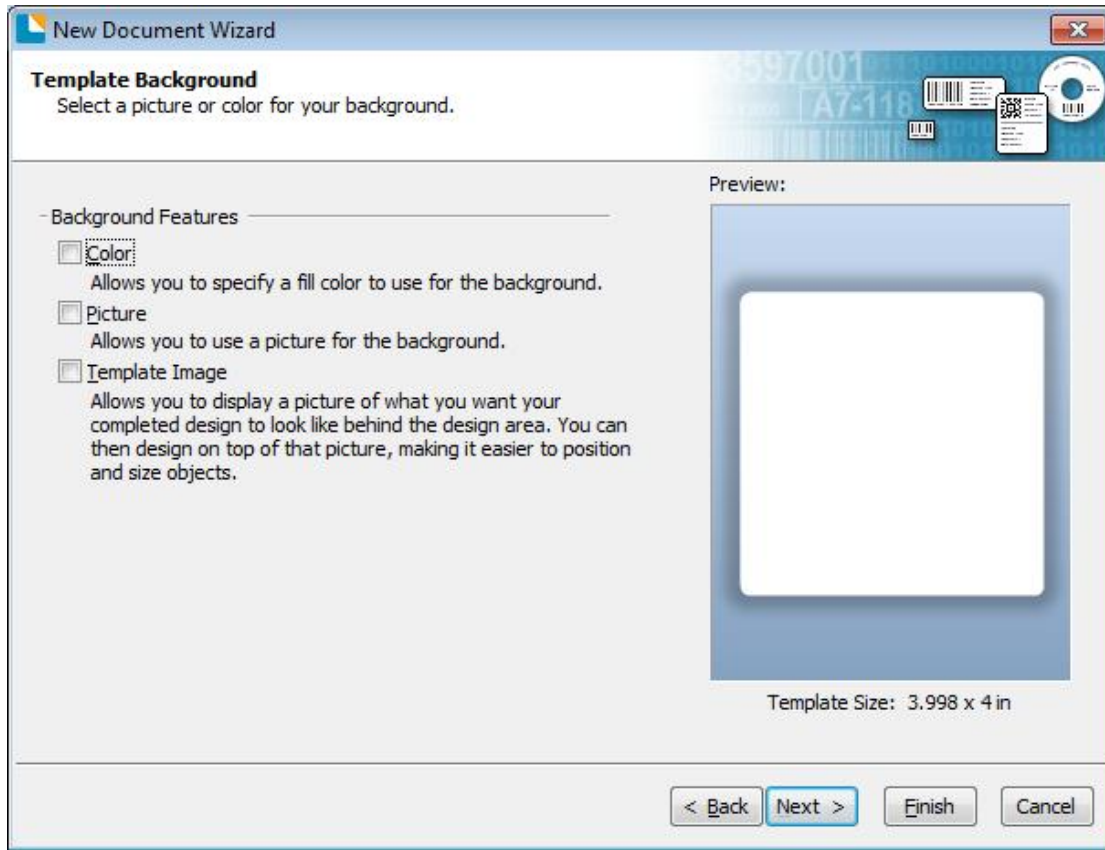 New Document Wizard
Template Background
Select a picture or color for your background.
3597001
A7-118
Preview:
Background Features
Color
Allows you to specify a fill color to use for the background.
Picture
Allows you to use a picture for the background.
Template Image
Allows you to display a picture of what you want your
completed design to look like behind the design area. You can
then design on top of that picture, making it easier to position
and size objects.
Template Size: 3.998 x 4 in
< Back
Next >
Finish
Cancel